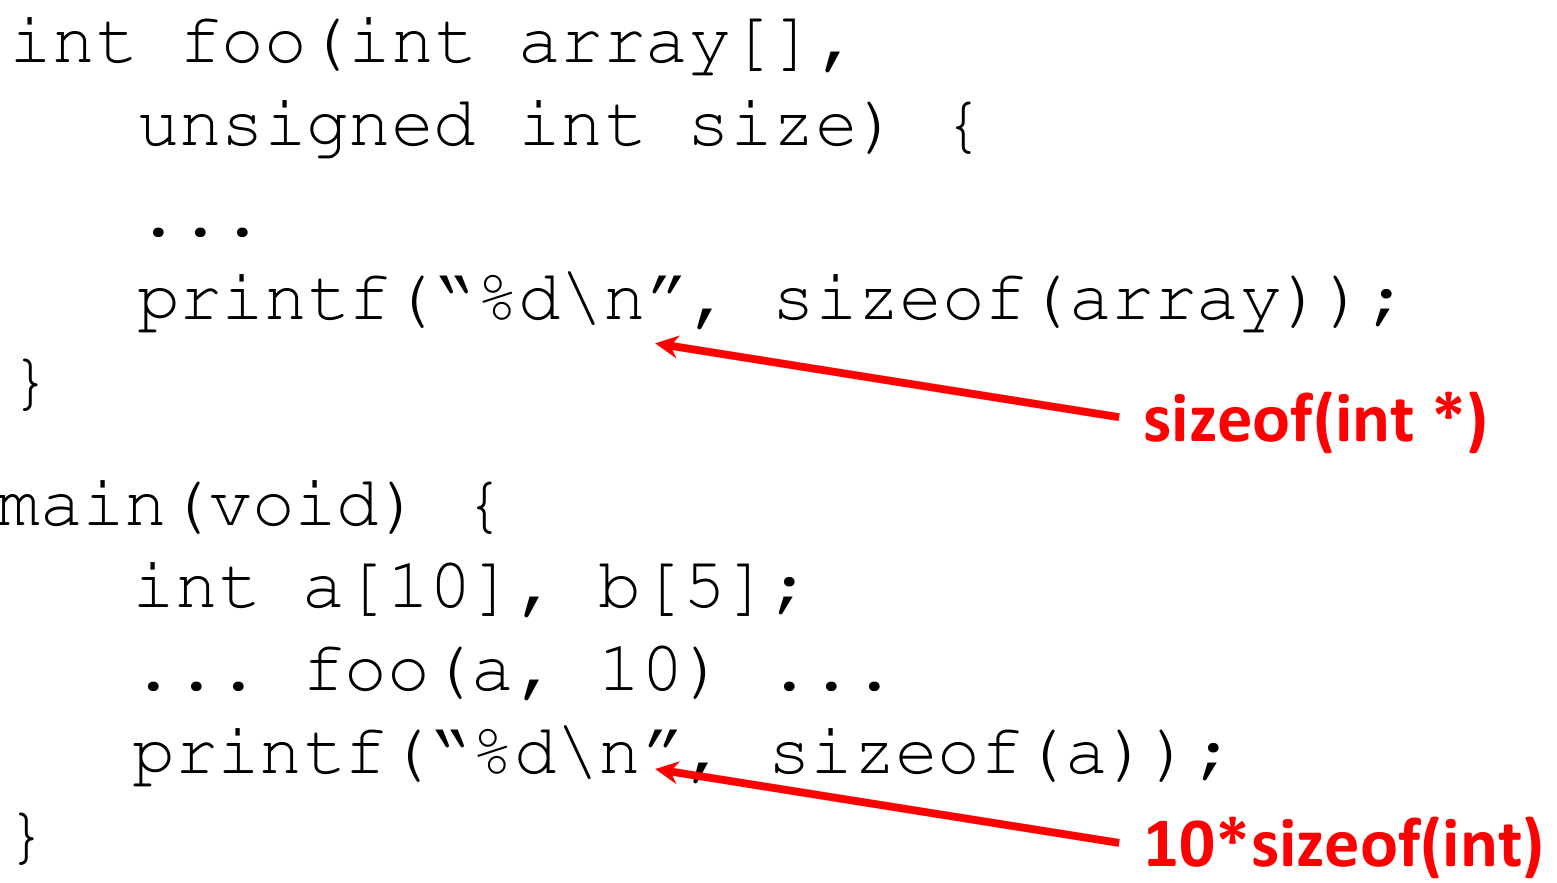 int foo(int array[],
unsigned int size) {
...
printf(“%d\n”, sizeof(array));
}
sizeof(int *)
main(void) {
int a[10], b[5];
... foo(a, 10) ...
printf(“%d\n”, sizeof(a));
}
10*sizeof(int)